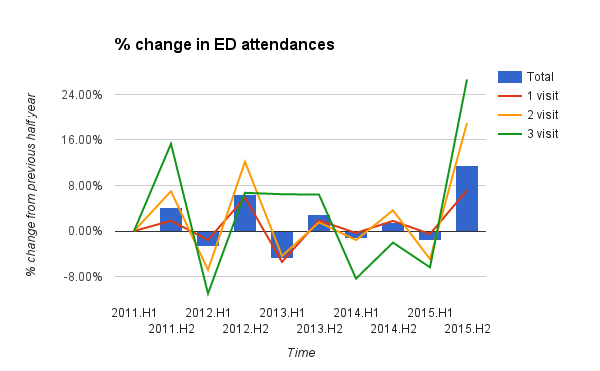 % change in ED attendances
% change from previous half year
24.00%
16.00%
8.00%
0.00%
-8.00%
Total
1 visit
2 visit
3 visit
2011.H1
2011.H2
2012.H1
2012.H2
2013.H1
2013.H2
2014.H1
2014.H2
2015.H1
2015.H2
Time